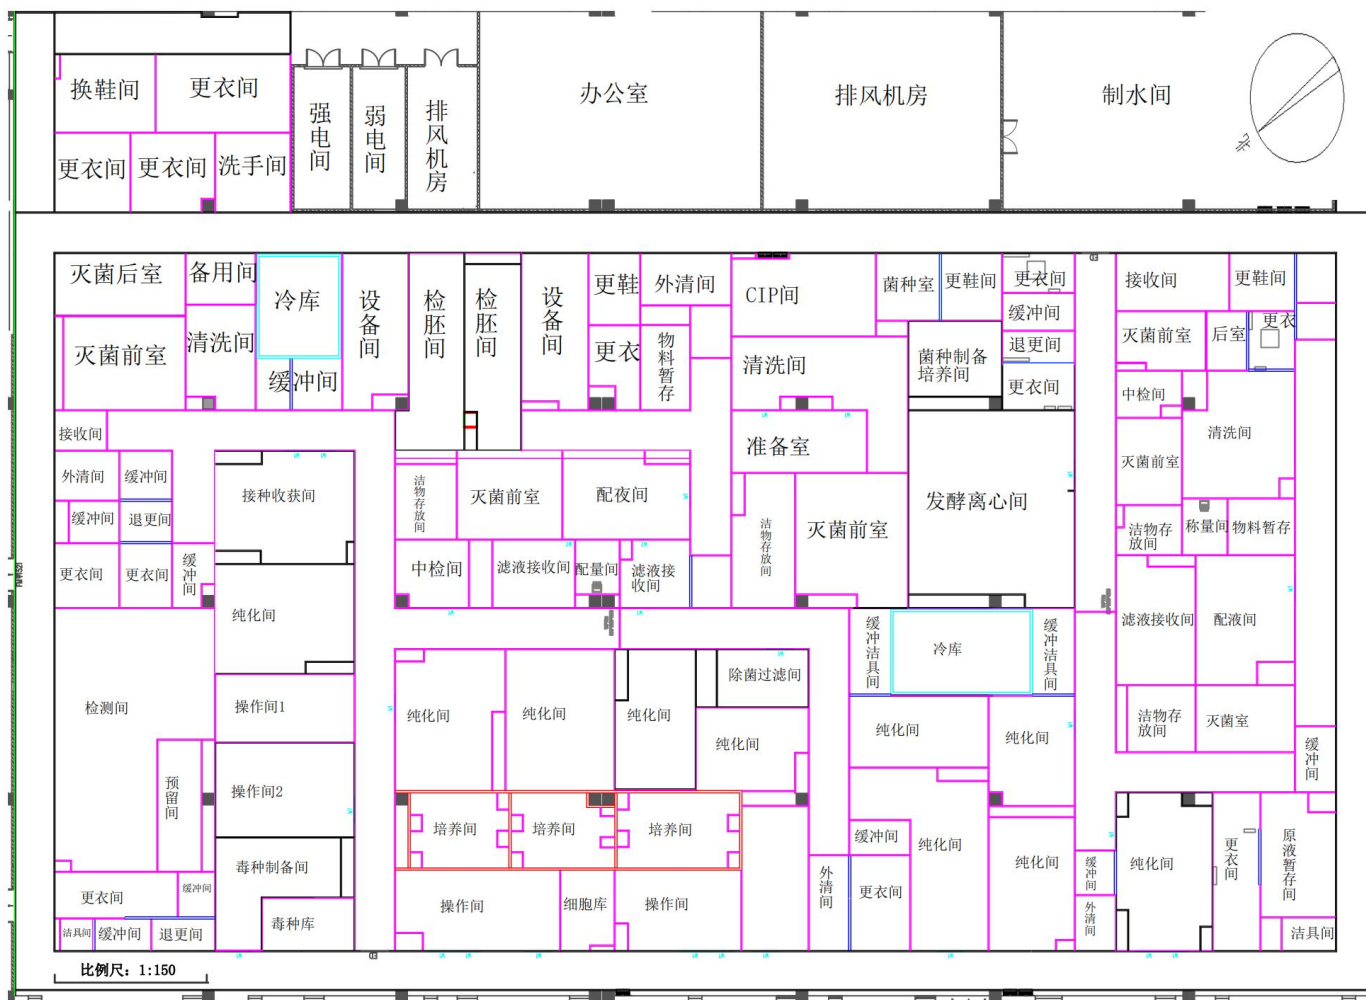 换鞋间
更衣间
更衣间
更衣间
洗手间
强电间
弱电间
排风机房
办公室
排风机房
制水间
北
灭菌后室
备用间
冷库
设备间
检胚间
检胚间
设备间
更鞋
外清间
CIP间
菌种室
更鞋间
更衣间
接收间
更鞋间
灭菌前室
清洗间
缓冲间
更衣
物料暂存
清洗间
菌种制备
培养间
缓冲间
退更间
更衣间
灭菌前室
后室
更衣
中检间
清洗间
接收间
外清间
缓冲间
缓冲间
退更间
更衣间
更衣间
缓冲间
接种收获间
洁物存放间
灭菌前室
配夜间
准备室
洁物存放间
灭菌前室
发酵离心间
灭菌前室
洁物存
放间
称量间
物料暂存
中检间
滤液接收间
配量间
滤液接
收间
纯化间
滤液接收间
配液间
检测间
操作间1
纯化间
纯化间
纯化间
除菌过滤间
纯化间
缓冲洁具间
冷库
缓冲洁具间
纯化间
纯化间
洁物存
放间
灭菌室
缓冲间
预留间
操作间2
培养间
培养间
培养间
缓冲间
纯化间
纯化间
纯化间
更衣间
原液暂存间
毒种制备间
更衣间
缓冲间
操作间
细胞库
操作间
外清间
更衣间
缓冲间
外清间
洁具间
缓冲间
退更间
毒种库
洁具间
比例尺：1:150